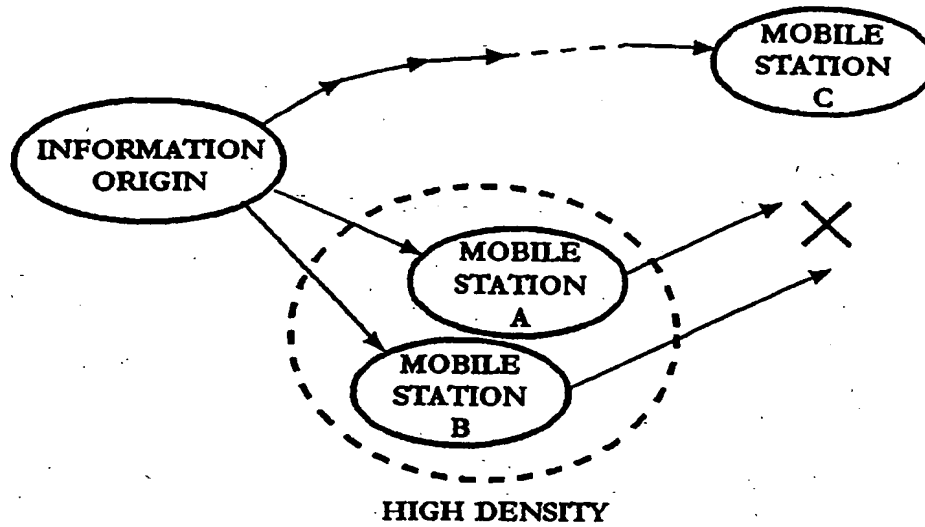 MOBILE
STATION
C
INFORMATION
ORIGIN
MOBILE
STATION
A
MOBILE
STATION
B
HIGH DENSITY